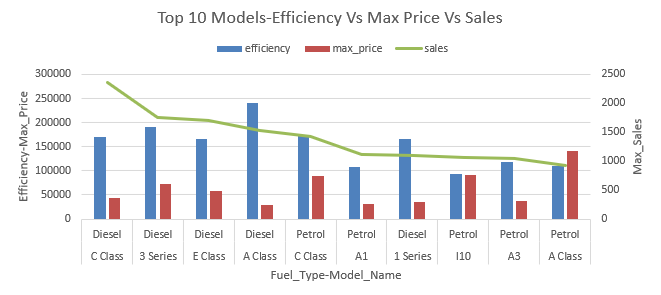 Top 10 Models-Efficiency Vs Max Price Vs Sales
efficiency max_price sales
300000 2500
250000 2000
200000 1500
150000 1000
100000 500
50000 0
0
Efficiency-Max_Price
Max_Sales
Diesel Diesel Diesel Diesel Petrol Petrol Diesel Petrol Petrol Petrol
C Class 3 Series E Class A Class C Class A1 1 Series I10 A3 A Class
Fuel_Type-Model_Name